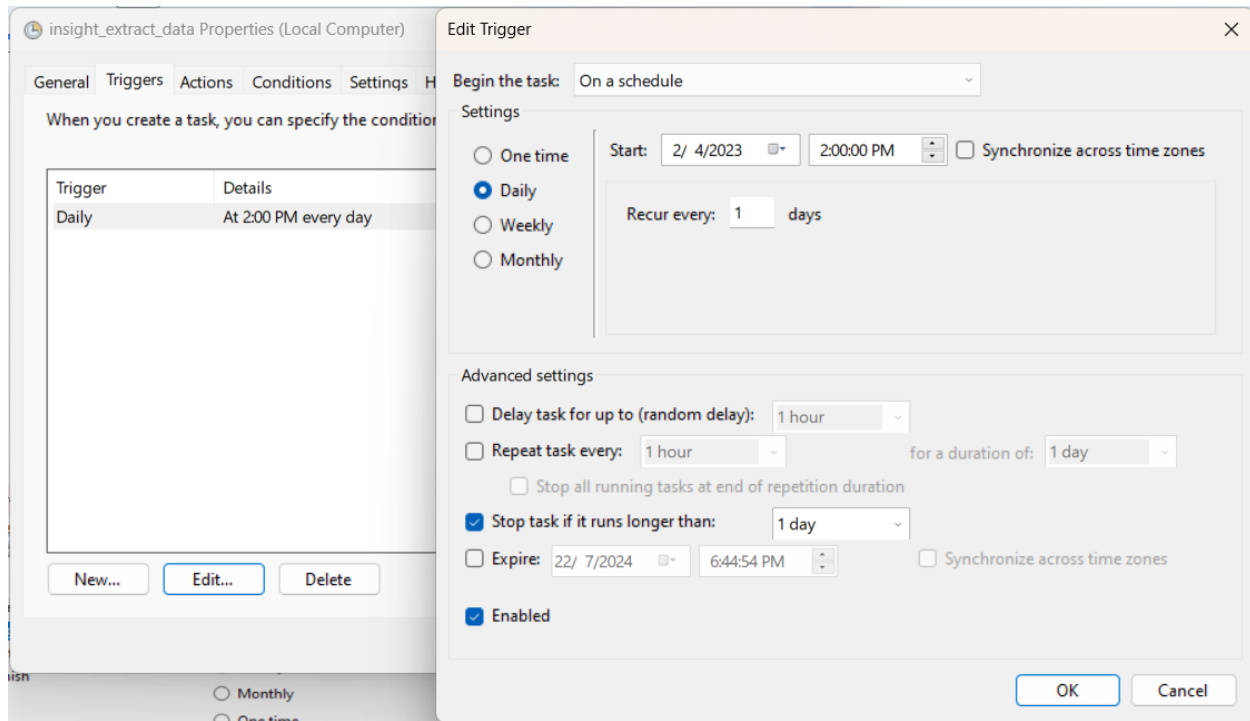 insight_extract_data Properties (Local Computer)
General Triggers Actions Conditions Settings H
When you create a task, you can specify the condition
Trigger Details
Daily At 2:00 PM every day
New... Edit... Delete
Edit Trigger
Begin the task: On a schedule
Settings
One time
Daily
Weekly
Monthly
Start: 2/ 4/2023 2:00:00 PM Synchronize across time zones
Recur every: 1 days
Advanced settings
Delay task for up to (random delay): 1 hour
Repeat task every: 1 hour for a duration of: 1 day
Stop all running tasks at end of repetition duration
Stop task if it runs longer than: 1 day
Expire: 22/ 7/2024 6:44:54 PM Synchronize across time zones
Enabled
OK Cancel
Monthly
One time